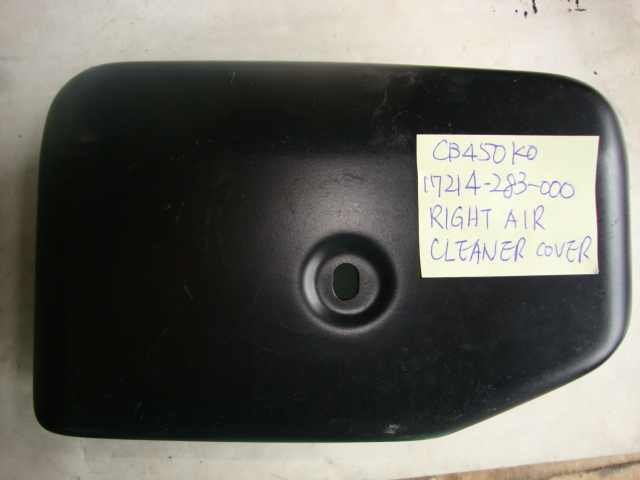 CB450K0
17214-283-000
RIGHT AIR
CLEANER COVER